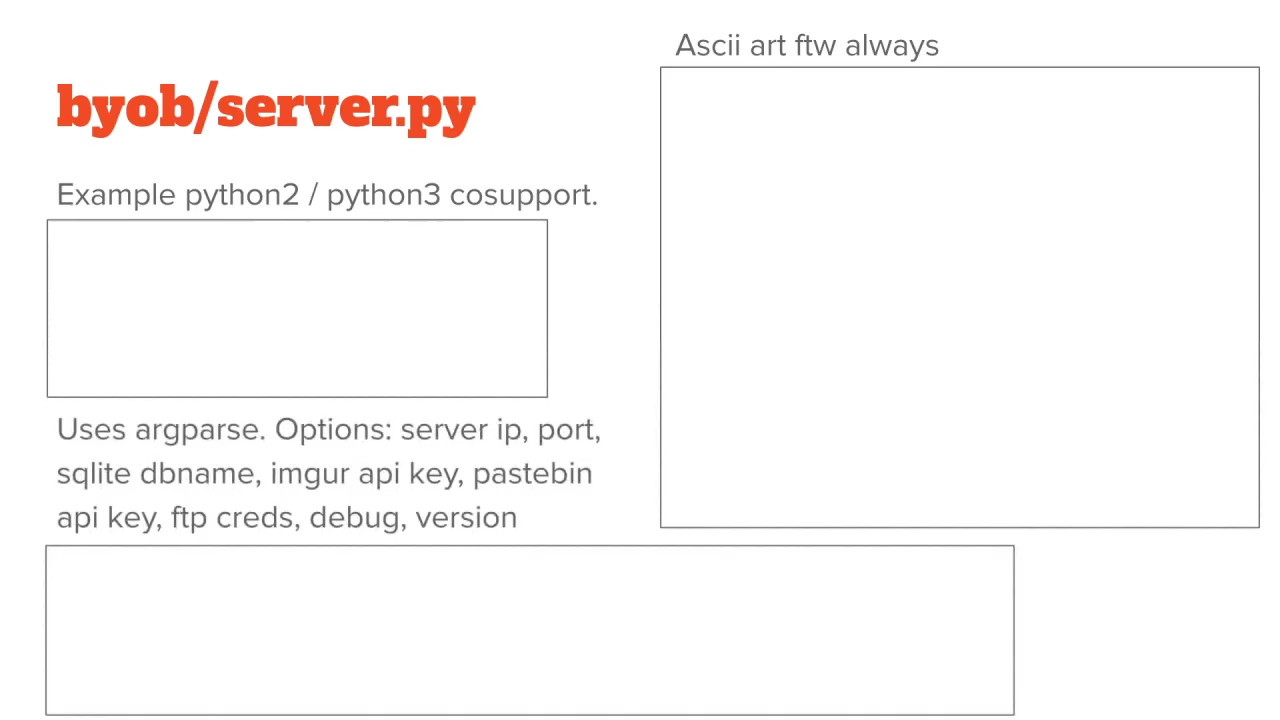 byob/server.py
Example python2 / python3 cosupport.
Uses argparse. Options: server ip, port,
sqlite dbname, imgur api key, pastebin
api key, ftp creds, debug, version
Ascii art ftw always